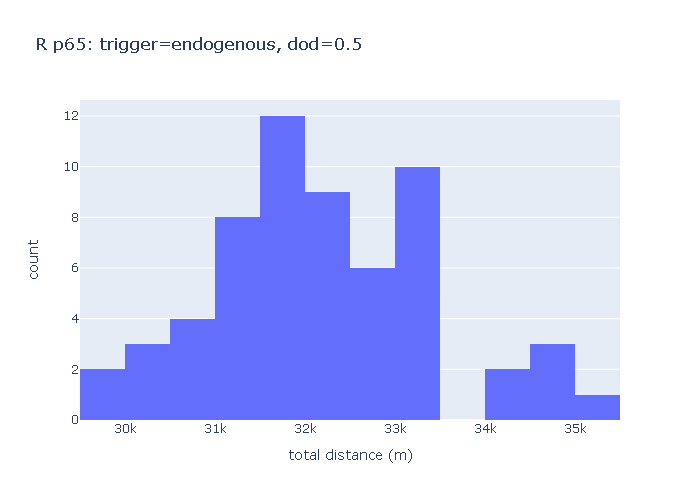 R p65: trigger=endogenous, dod=0.5
12
10
8
6
4
2
0
count
30k 31k 32k 33k 34k 35k
total distance (m)